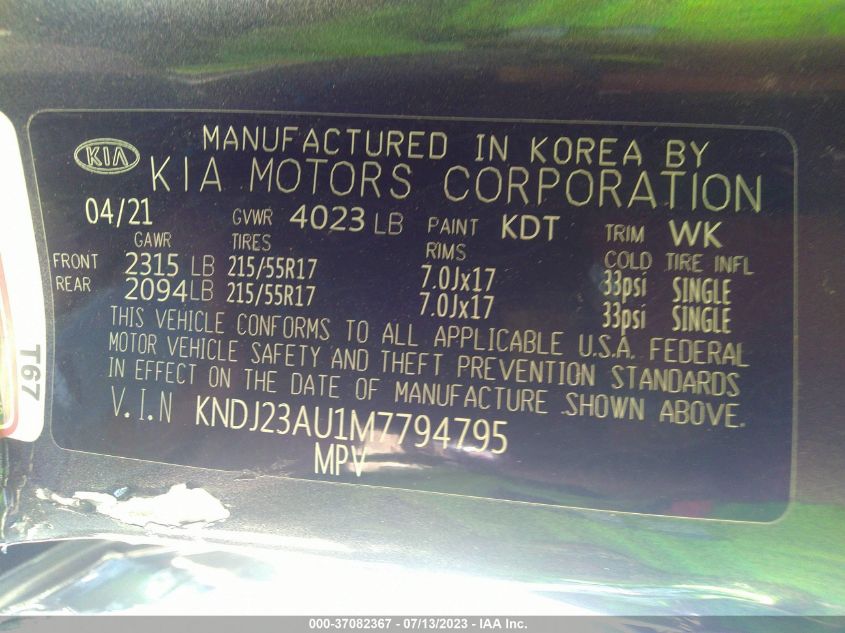 KIA MANUFACTURED IN KOREA BY
KIA MOTORS CORPORATION
04/21 GVWR 4023 LB PAINT KDT TRIM WK
GAWR TIRES RIMS COLD TIRE INFL
FRONT 2315 LB 215/55R17 7.0Jx17 33psi SINGLE
REAR 2094 LB 215/55R17 7.0Jx17 33psi SINGLE
THIS VEHICLE CONFORMS TO ALL APPLICABLE U.S.A. FEDERAL
MOTOR VEHICLE SAFETY AND THEFT PREVENTION STANDARDS
IN EFFECT ON THE DATE OF MANUFACTURE SHOWN ABOVE.
V.I.N KNDJ23AU1M7794795
MPV
T67
000-37082367 - 07/13/2023 - IAA Inc.